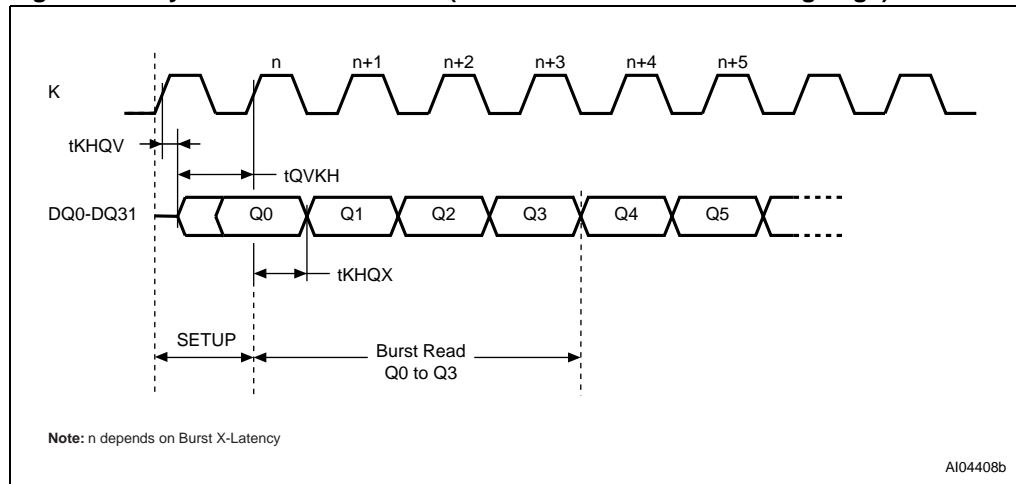 n n+1 n+2 n+3 n+4 n+5
K
tKHQV
tQVKH
DQ0-DQ31 Q0 Q1 Q2 Q3 Q4 Q5
tKHQX
SETUP
Burst Read
Q0 to Q3
Note: n depends on Burst X-Latency
AI04408b